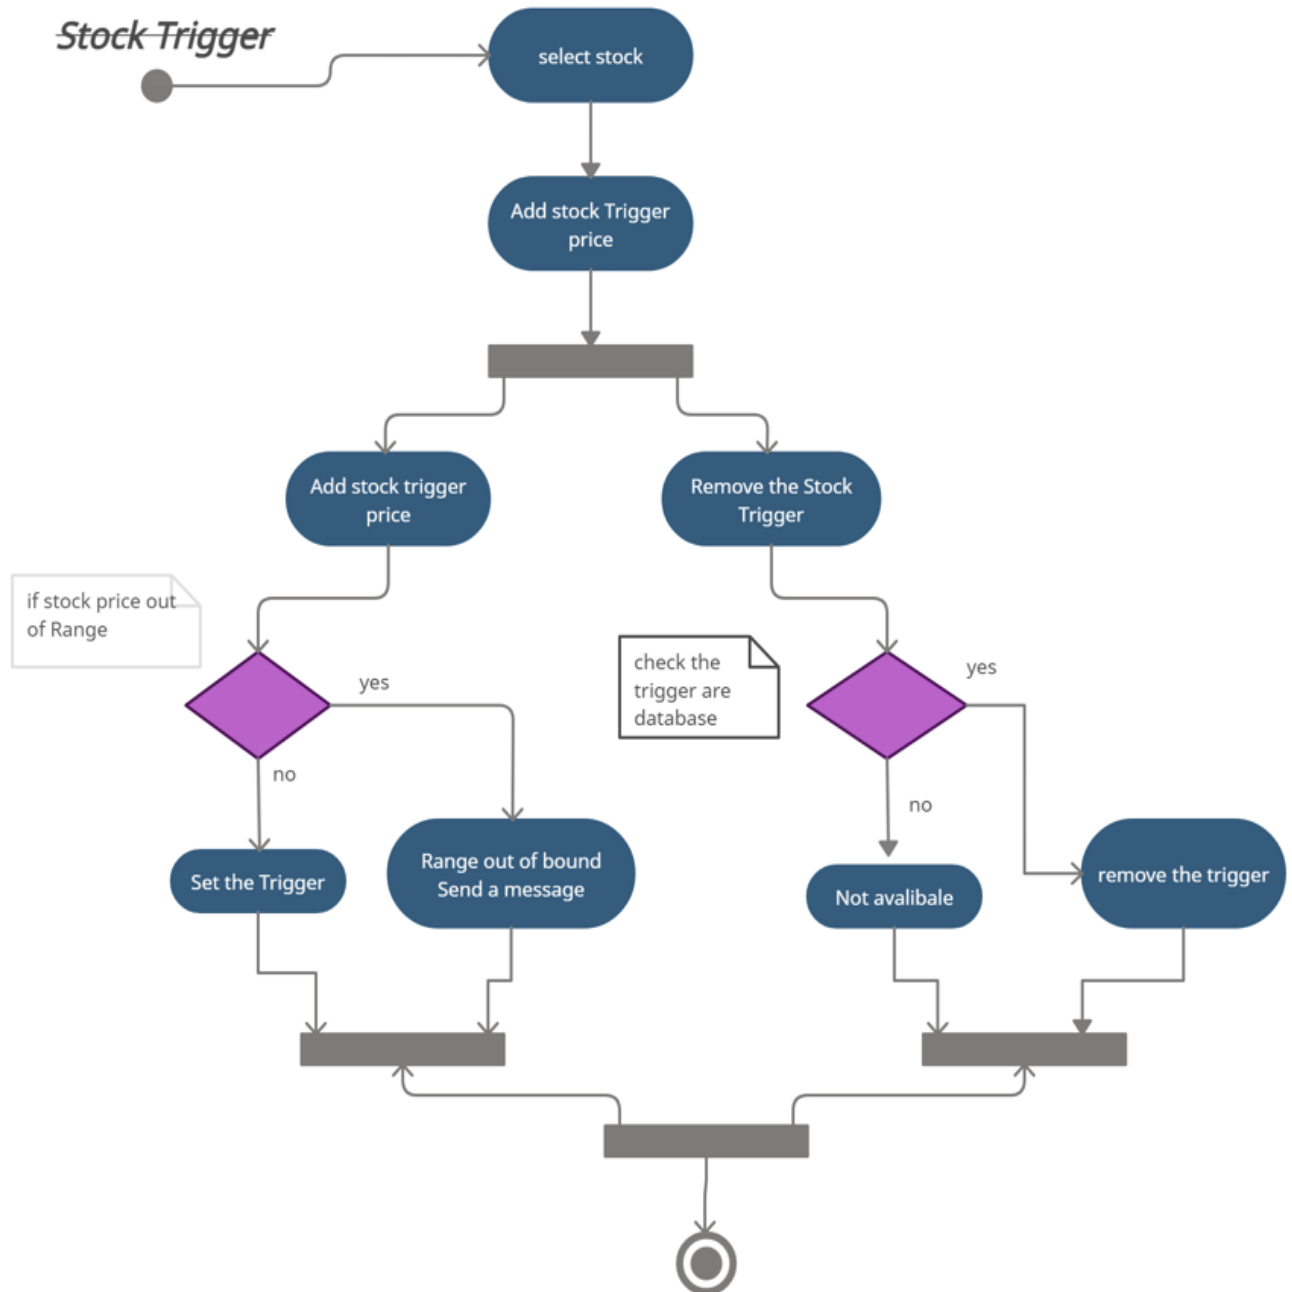 Stock Trigger
select stock
Add stock Trigger
price
Add stock trigger
price
Remove the Stock
Trigger
if stock price out
of Range
check the
trigger are
database
yes
yes
no
no
Set the Trigger
Range out of bound
Send a message
Not avalibale
remove the trigger